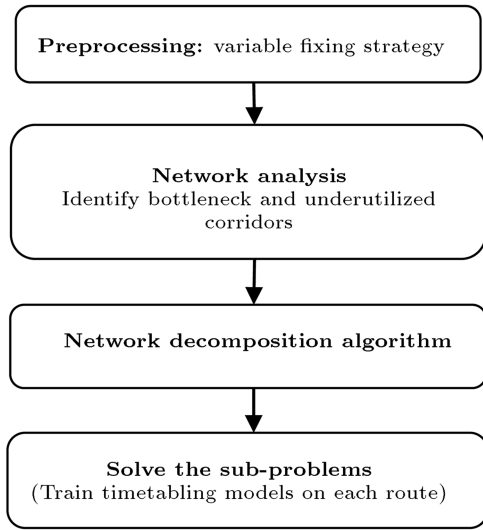 Preprocessing: variable fixing strategy
Network analysis
Identify bottleneck and underutilized
corridors
Network decomposition algorithm
Solve the sub-problems
(Train timetabling models on each route)